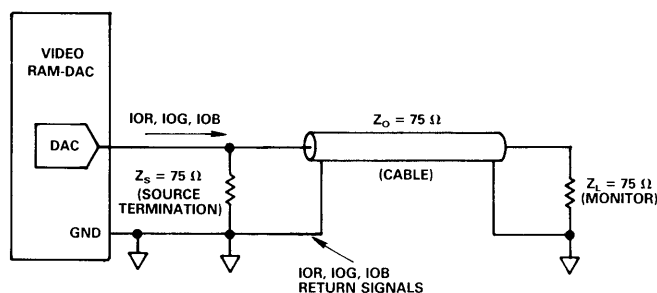 VIDEO
RAM-DAC
DAC
GND
IOR, IOG, IOB
Z_S = 75 Ω
(SOURCE
TERMINATION)
Z_O = 75 Ω
(CABLE)
Z_L = 75 Ω
(MONITOR)
IOR, IOG, IOB
RETURN SIGNALS